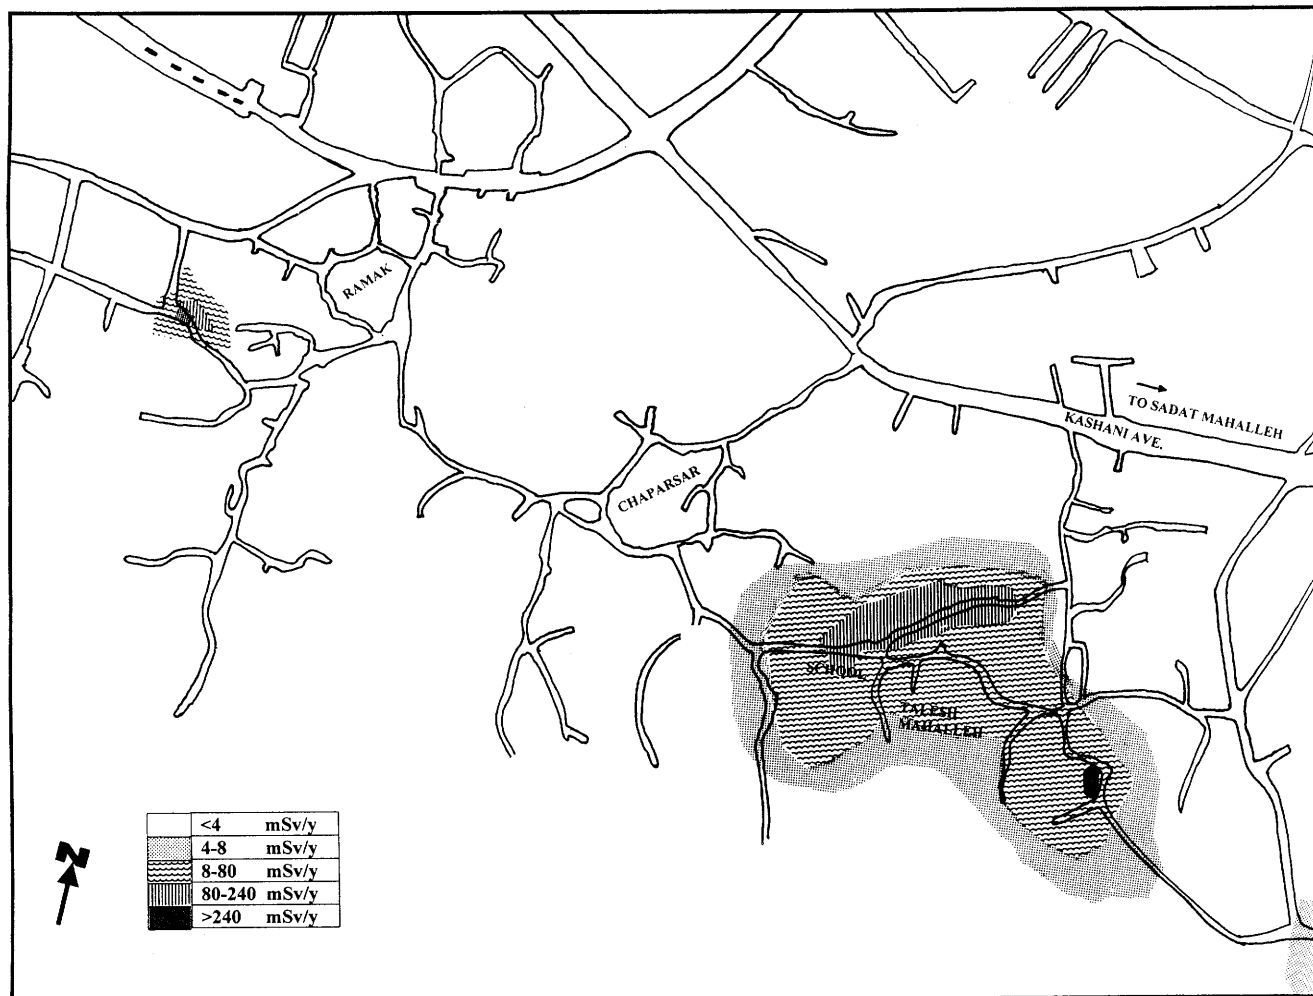 RAMAK
TO SADAT MAHALLEH
KASHANI AVE.
CHAPARSAR
SCHOOL
TALESH
MAHALLEH
N
<4 mSv/y
4-8 mSv/y
8-80 mSv/y
80-240 mSv/y
>240 mSv/y